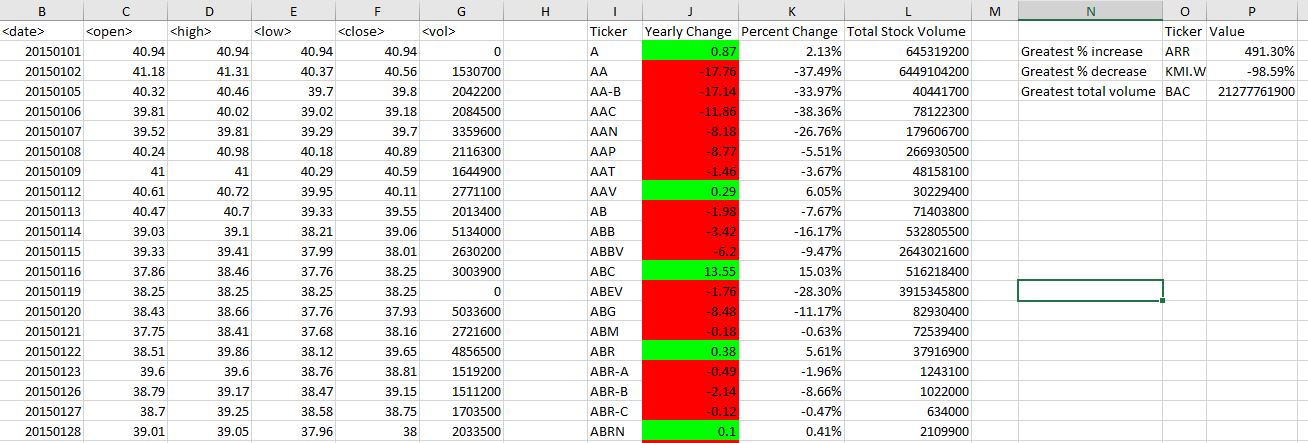 B C D E F G H I J K L M N O P
<date> <open> <high> <low> <close> <vol> Ticker Yearly Change Percent Change Total Stock Volume Ticker Value
20150101 40.94 40.94 40.94 40.94 0 A 0.87 2.13% 645319200 Greatest % increase ARR 491.30%
20150102 41.18 41.31 40.37 40.56 1530700 AA -17.76 -37.49% 6449104200 Greatest % decrease KMI.W -98.59%
20150105 40.32 40.46 39.7 39.8 2042200 AA-B -17.14 -33.97% 40441700 Greatest total volume BAC 21277761900
20150106 39.81 40.02 39.02 39.18 2084500 AAC -11.86 -38.36% 78122300
20150107 39.52 39.81 39.29 39.7 3359600 AAN -8.18 -26.76% 179606700
20150108 40.24 40.98 40.18 40.89 2116300 AAP -8.77 -5.51% 266930500
20150109 41 41 40.29 40.59 1644900 AAT -1.46 -3.67% 48158100
20150112 40.61 40.72 39.95 40.11 2771100 AAV 0.29 6.05% 30229400
20150113 40.47 40.7 39.33 39.55 2013400 AB -1.98 -7.67% 71403800
20150114 39.03 39.1 38.21 39.06 5134000 ABB -3.42 -16.17% 532805500
20150115 39.33 39.41 37.99 38.01 2630200 ABBV -6.2 -9.47% 2643021600
20150116 37.86 38.46 37.76 38.25 3003900 ABC 13.55 15.03% 516218400
20150119 38.25 38.25 38.25 38.25 0 ABEV -1.76 -28.30% 3915345800
20150120 38.43 38.66 37.76 37.93 5033600 ABG -8.48 -11.17% 82930400
20150121 37.75 38.41 37.68 38.16 2721600 ABM -0.18 -0.63% 72539400
20150122 38.51 39.86 38.12 39.65 4856500 ABR 0.38 5.61% 37916900
20150123 39.6 39.6 38.76 38.81 1519200 ABR-A -0.49 -1.96% 1243100
20150126 38.79 39.17 38.47 39.15 1511200 ABR-B -2.14 -8.66% 1022000
20150127 38.7 39.25 38.58 38.75 1703500 ABR-C -0.12 -0.47% 634000
20150128 39.01 39.05 37.96 38 2033500 ABRN 0.1 0.41% 2109900